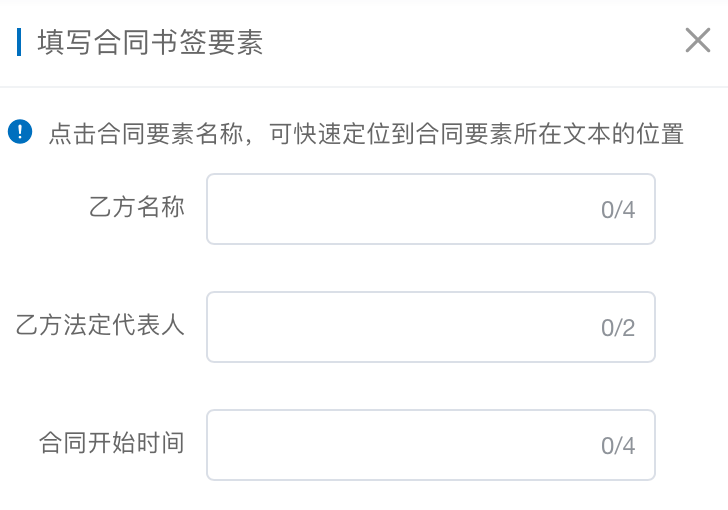 填写合同书签要素
点击合同要素名称，可快速定位到合同要素所在文本的位置
乙方名称
0/4
乙方法定代表人
0/2
合同开始时间
0/4